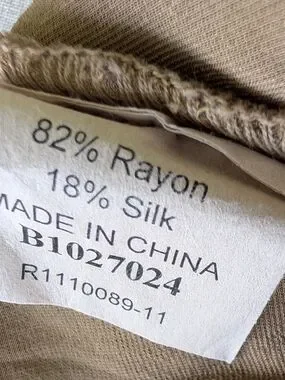 82% Rayon
18% Silk
MADE IN CHINA
B1027024
R1110089-11